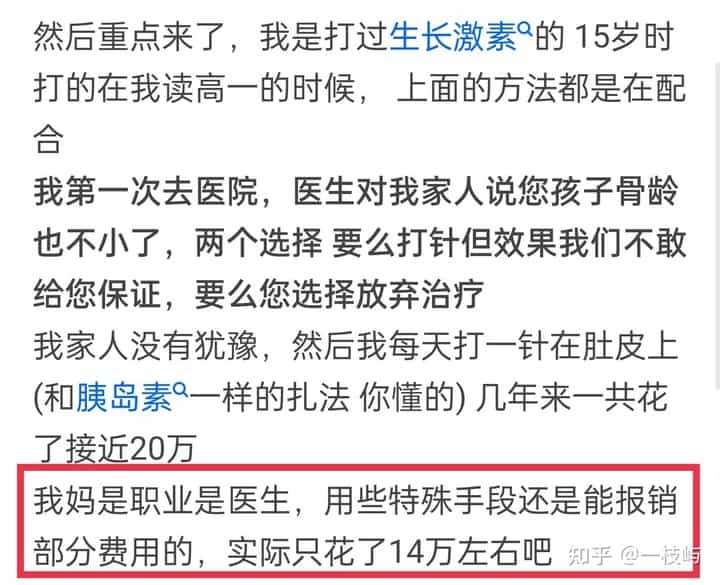 然后重点来了，我是打过生长激素的 15岁时
打的在我读高一的时候， 上面的方法都是在配
合
我第一次去医院，医生对我家人说您孩子骨龄
也不小了，两个选择 要么打针但效果我们不敢
给您保证，要么您选择放弃治疗
我家人没有犹豫，然后我每天打一针在肚皮上
(和胰岛素一样的扎法 你懂的) 几年来一共花
了接近20万
我妈是职业是医生，用些特殊手段还是能报销
部分费用的，实际只花了14万左右吧
知乎 @一枝屿